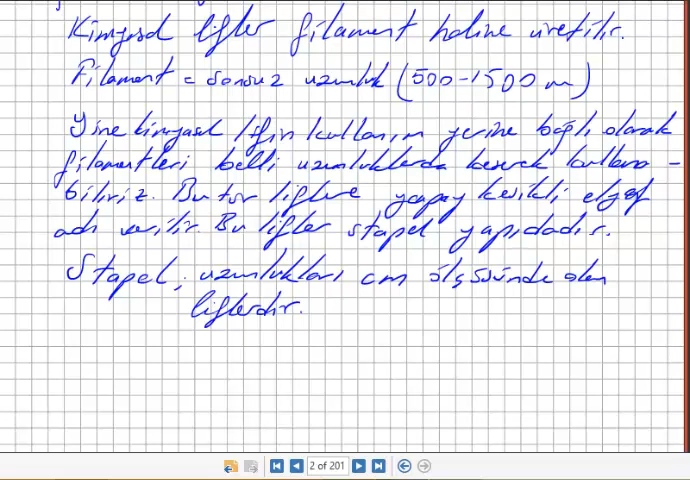 Kimyasal lifler filament haline üretilir.
Filament = sonsuz uzunluk (500-1500 m)
Yine kimyasal lifin kullanım yerine bağlı olarak
filamentleri belli uzunluklarda keserek kullana-
biliriz. Bu tür liflere yapay kesikli elyaf
adı verilir. Bu lifler stapel yapıdadır.
Stapel; uzunlukları cm ölçüsünde olan
liflerdir.
2 of 201